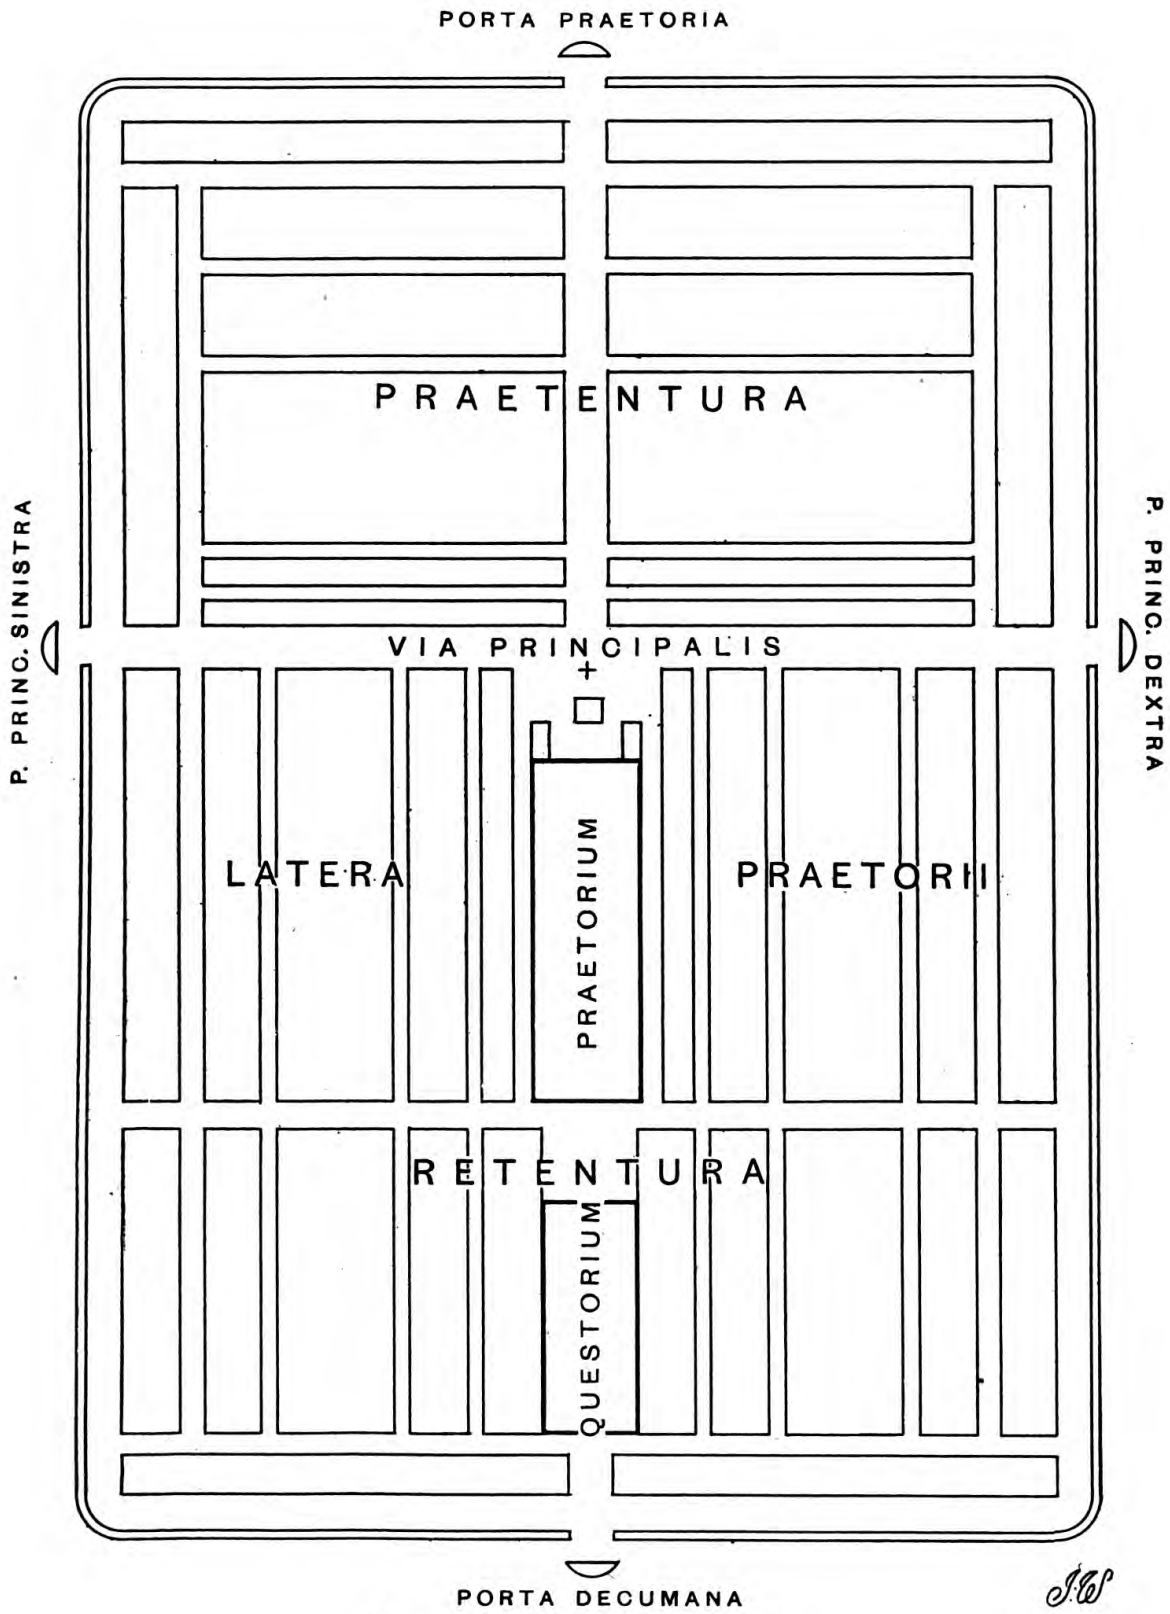 PORTA PRAETORIA
PRAETENTURA
P. PRINC. SINISTRA
P. PRINC. DEXTRA
VIA PRINCIPALIS
LATERA
PRAETORIUM
PRAETORII
RETENTURA
QUESTORIUM
PORTA DECUMANA
J.W